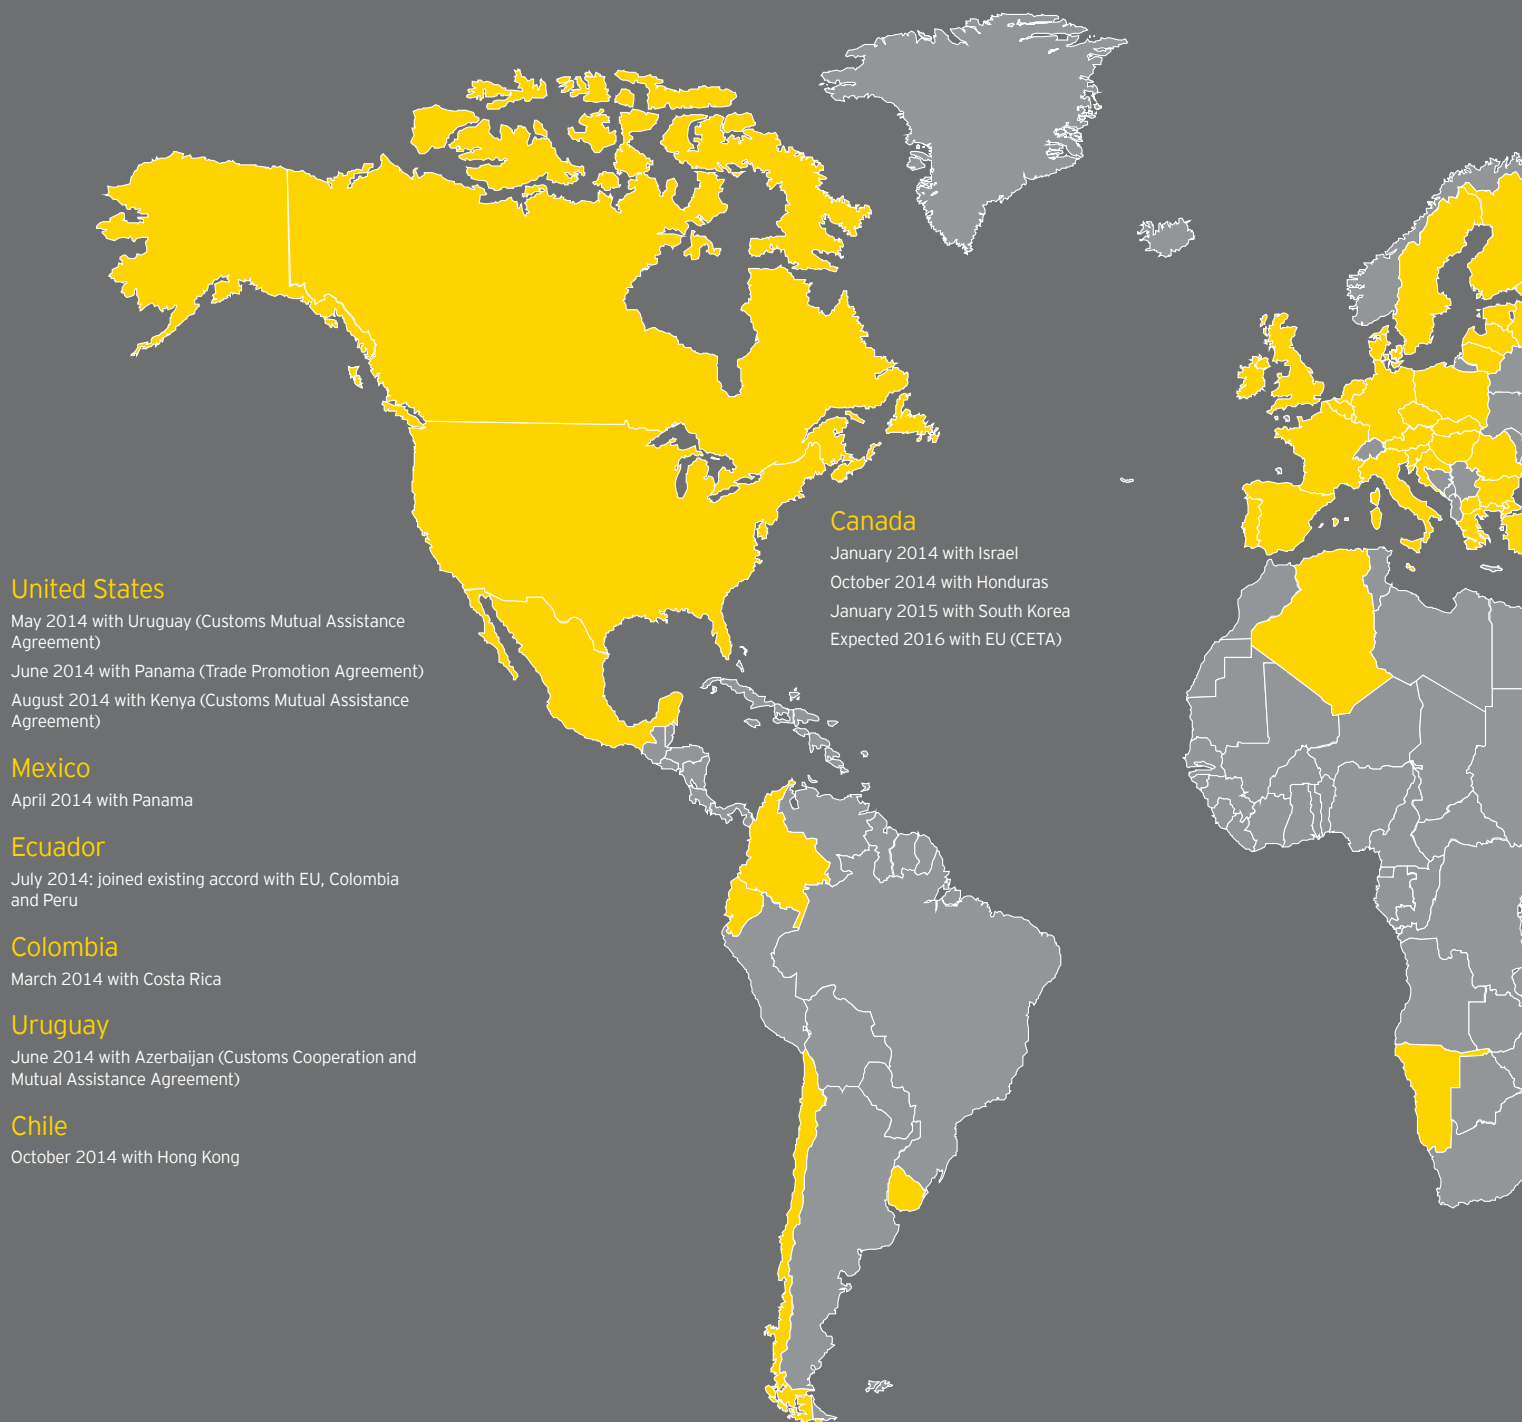 United States
May 2014 with Uruguay (Customs Mutual Assistance
Agreement)
June 2014 with Panama (Trade Promotion Agreement)
August 2014 with Kenya (Customs Mutual Assistance
Agreement)
Mexico
April 2014 with Panama
Ecuador
July 2014: joined existing accord with EU, Colombia
and Peru
Colombia
March 2014 with Costa Rica
Uruguay
June 2014 with Azerbaijan (Customs Cooperation and
Mutual Assistance Agreement)
Chile
October 2014 with Hong Kong
Canada
January 2014 with Israel
October 2014 with Honduras
January 2015 with South Korea
Expected 2016 with EU (CETA)